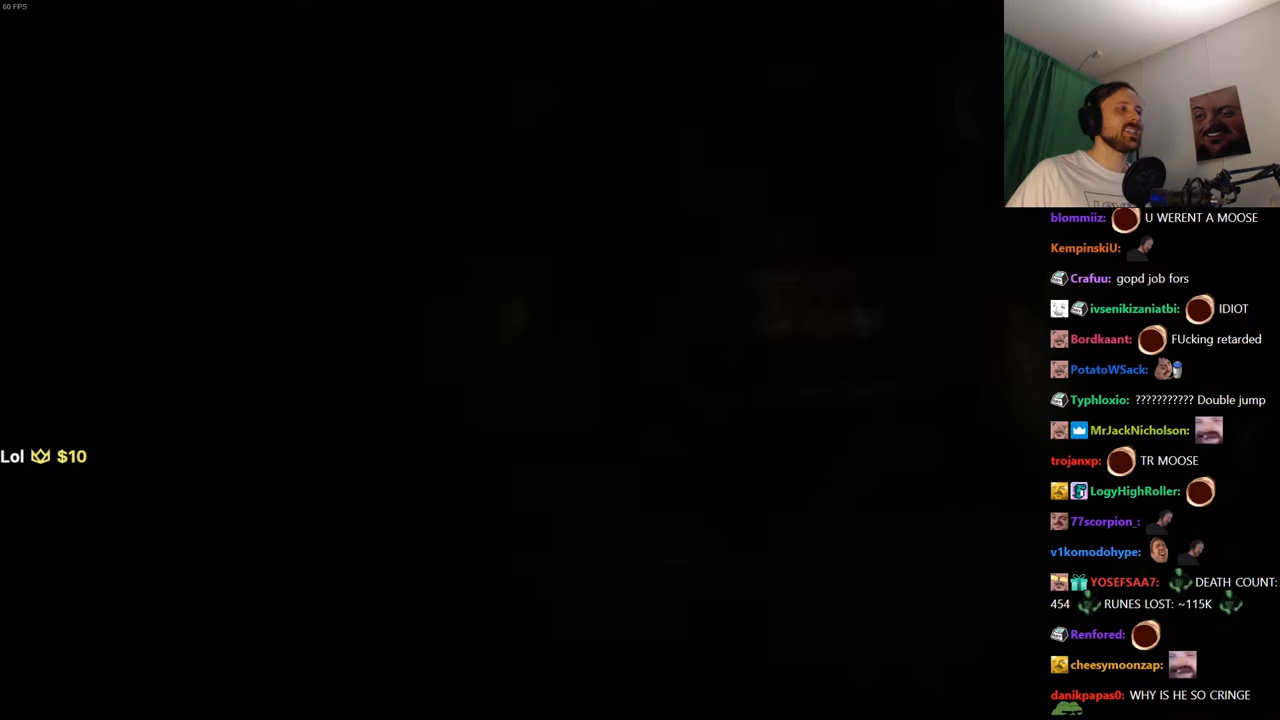 60 FPS
blommiiz: U WERENT A MOOSE
KempinskiU:
Crafuu: gopd job fors
ivsenikizaniatbi: IDIOT
Bordkaant: FUcking retarded
PotatoWSack:
Typhloxio: ??????????? Double jump
Lol $10
MrJackNicholson:
trojanxp: TR MOOSE
LogyHighRoller:
77scorpion_:
v1komodohype:
YOSEFSAA7: DEATH COUNT:
454 RUNES LOST: ~115K
Renfored:
cheesymoonzap:
danikpapas0: WHY IS HE SO CRINGE